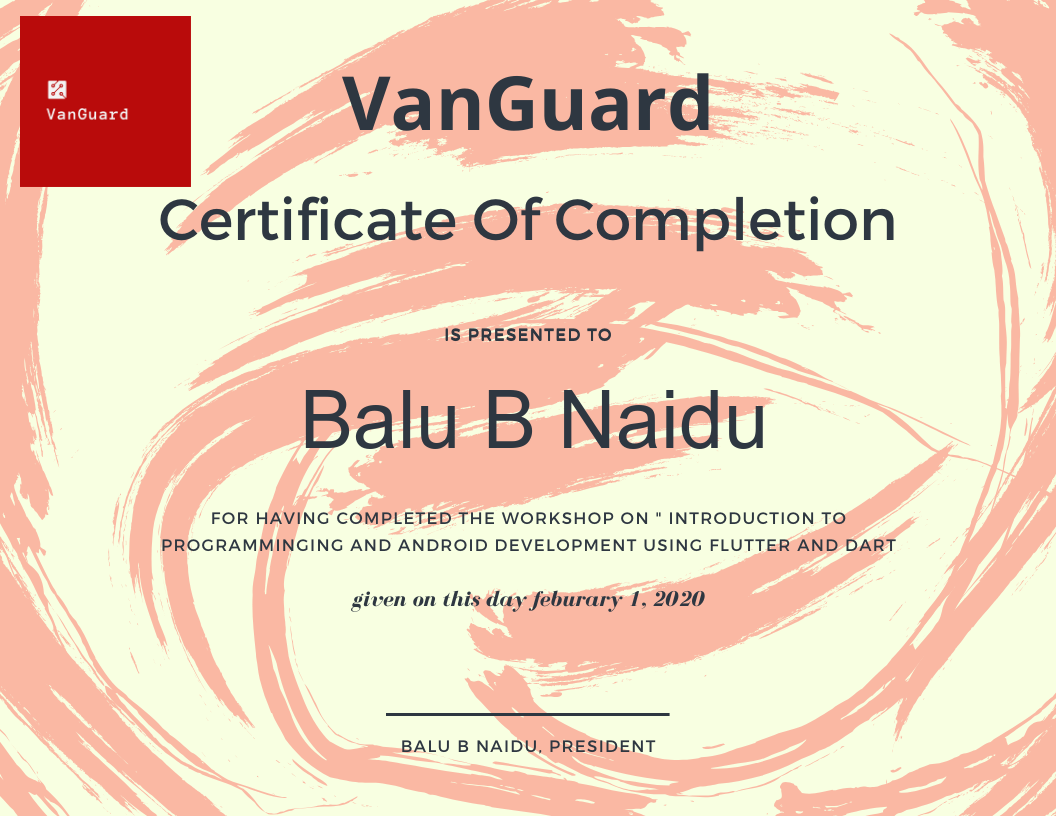 VanGuard
VanGuard
Certificate Of Completion
IS PRESENTED TO
Balu B Naidu
FOR HAVING COMPLETED THE WORKSHOP ON " INTRODUCTION TO
PROGRAMMINGING AND ANDROID DEVELOPMENT USING FLUTTER AND DART
given on this day feburary 1, 2020
BALU B NAIDU, PRESIDENT